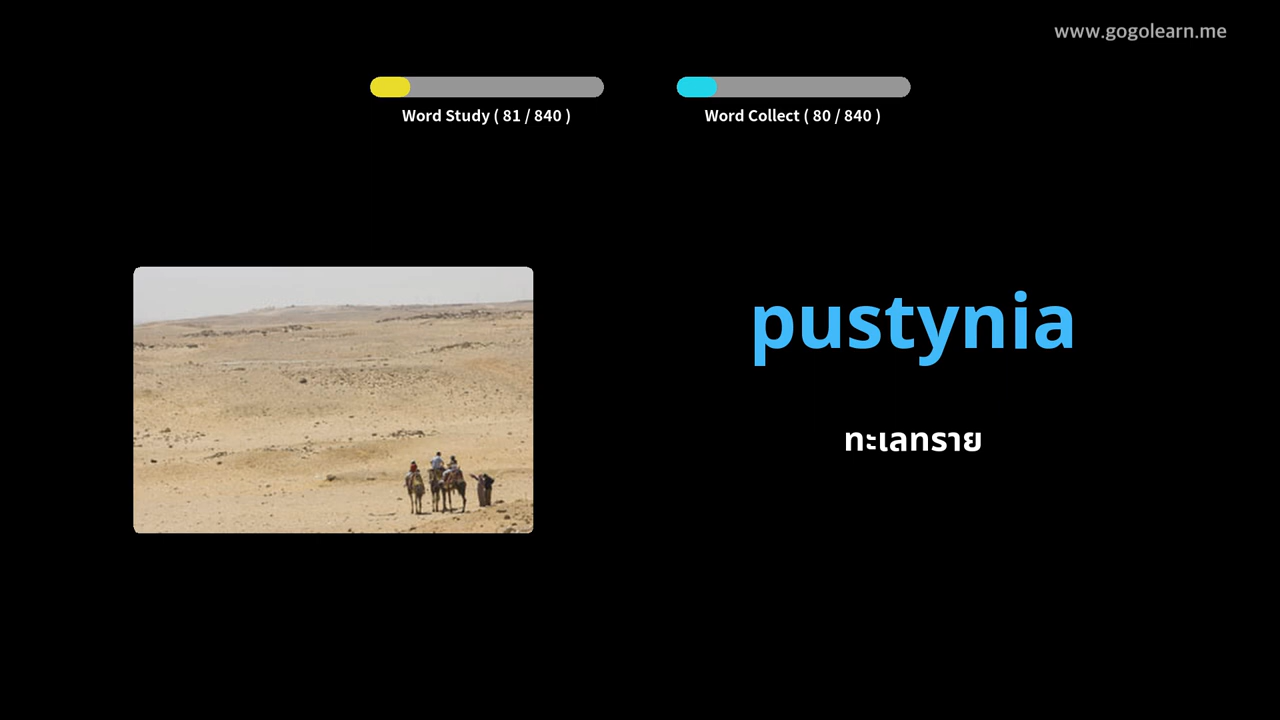 www.gogolearn.me
Word Study ( 81 / 840 )
Word Collect ( 80 / 840 )
pustynia
ทะเลทราย